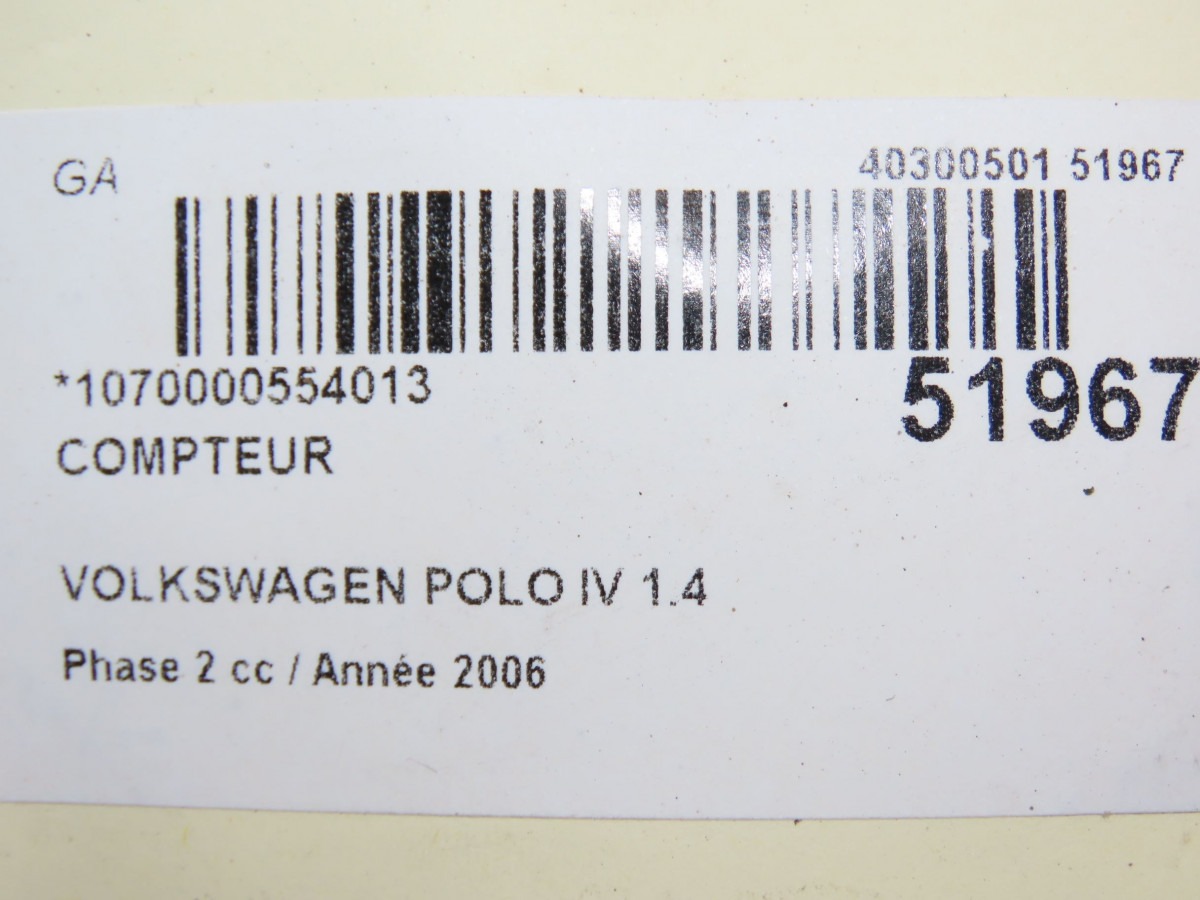 GA
40300501 51967
*1070000554013
51967
COMPTEUR
VOLKSWAGEN POLO IV 1.4
Phase 2 cc / Année 2006